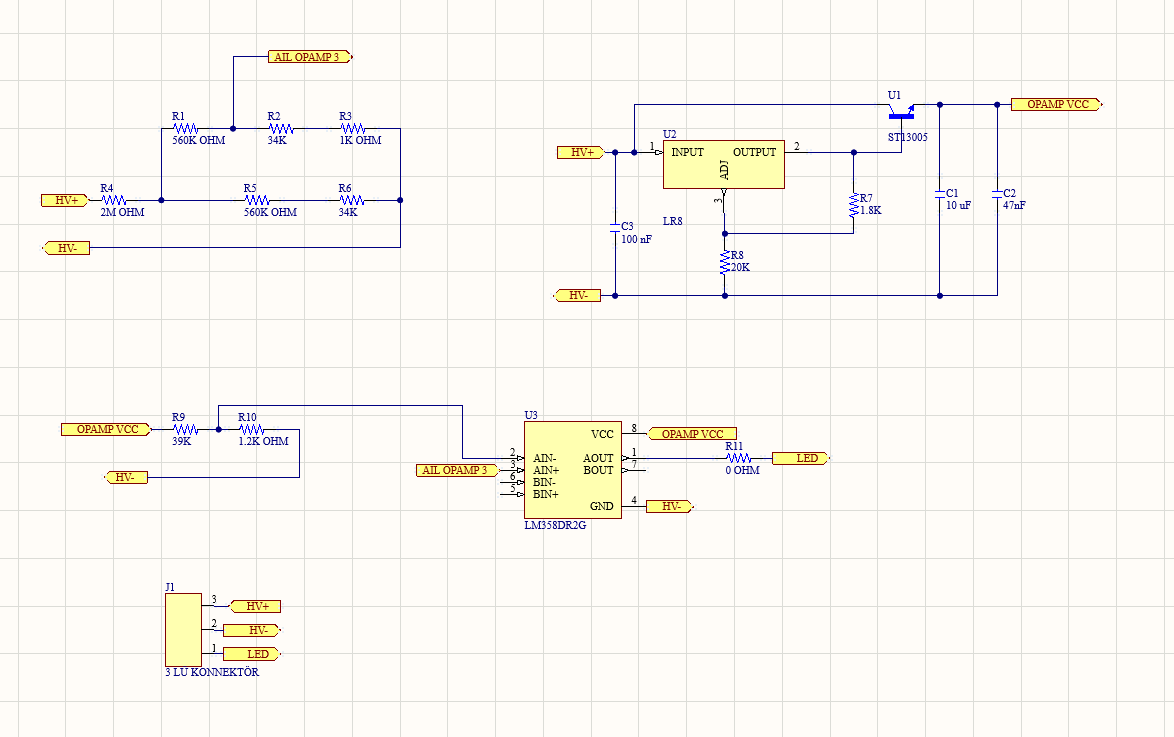 AIL OPAMP 3
R1
560K OHM
R2
34K
R3
1K OHM
HV+
R4
2M OHM
R5
560K OHM
R6
34K
HV-
U1
ST13005
OPAMP VCC
U2
HV+
1
INPUT
OUTPUT
2
ADJ
3
LR8
C3
100 nF
R7
1.8K
R8
20K
C1
10 uF
C2
47nF
HV-
OPAMP VCC
R9
39K
R10
1.2K OHM
HV-
U3
VCC
8
OPAMP VCC
2
AIN-
AOUT
1
R11
0 OHM
LED
AIL OPAMP 3
3
AIN+
BOUT
7
6
BIN-
5
BIN+
GND
4
HV-
LM358DR2G
J1
3
HV+
2
HV-
1
LED
3 LU KONNEKTÖR